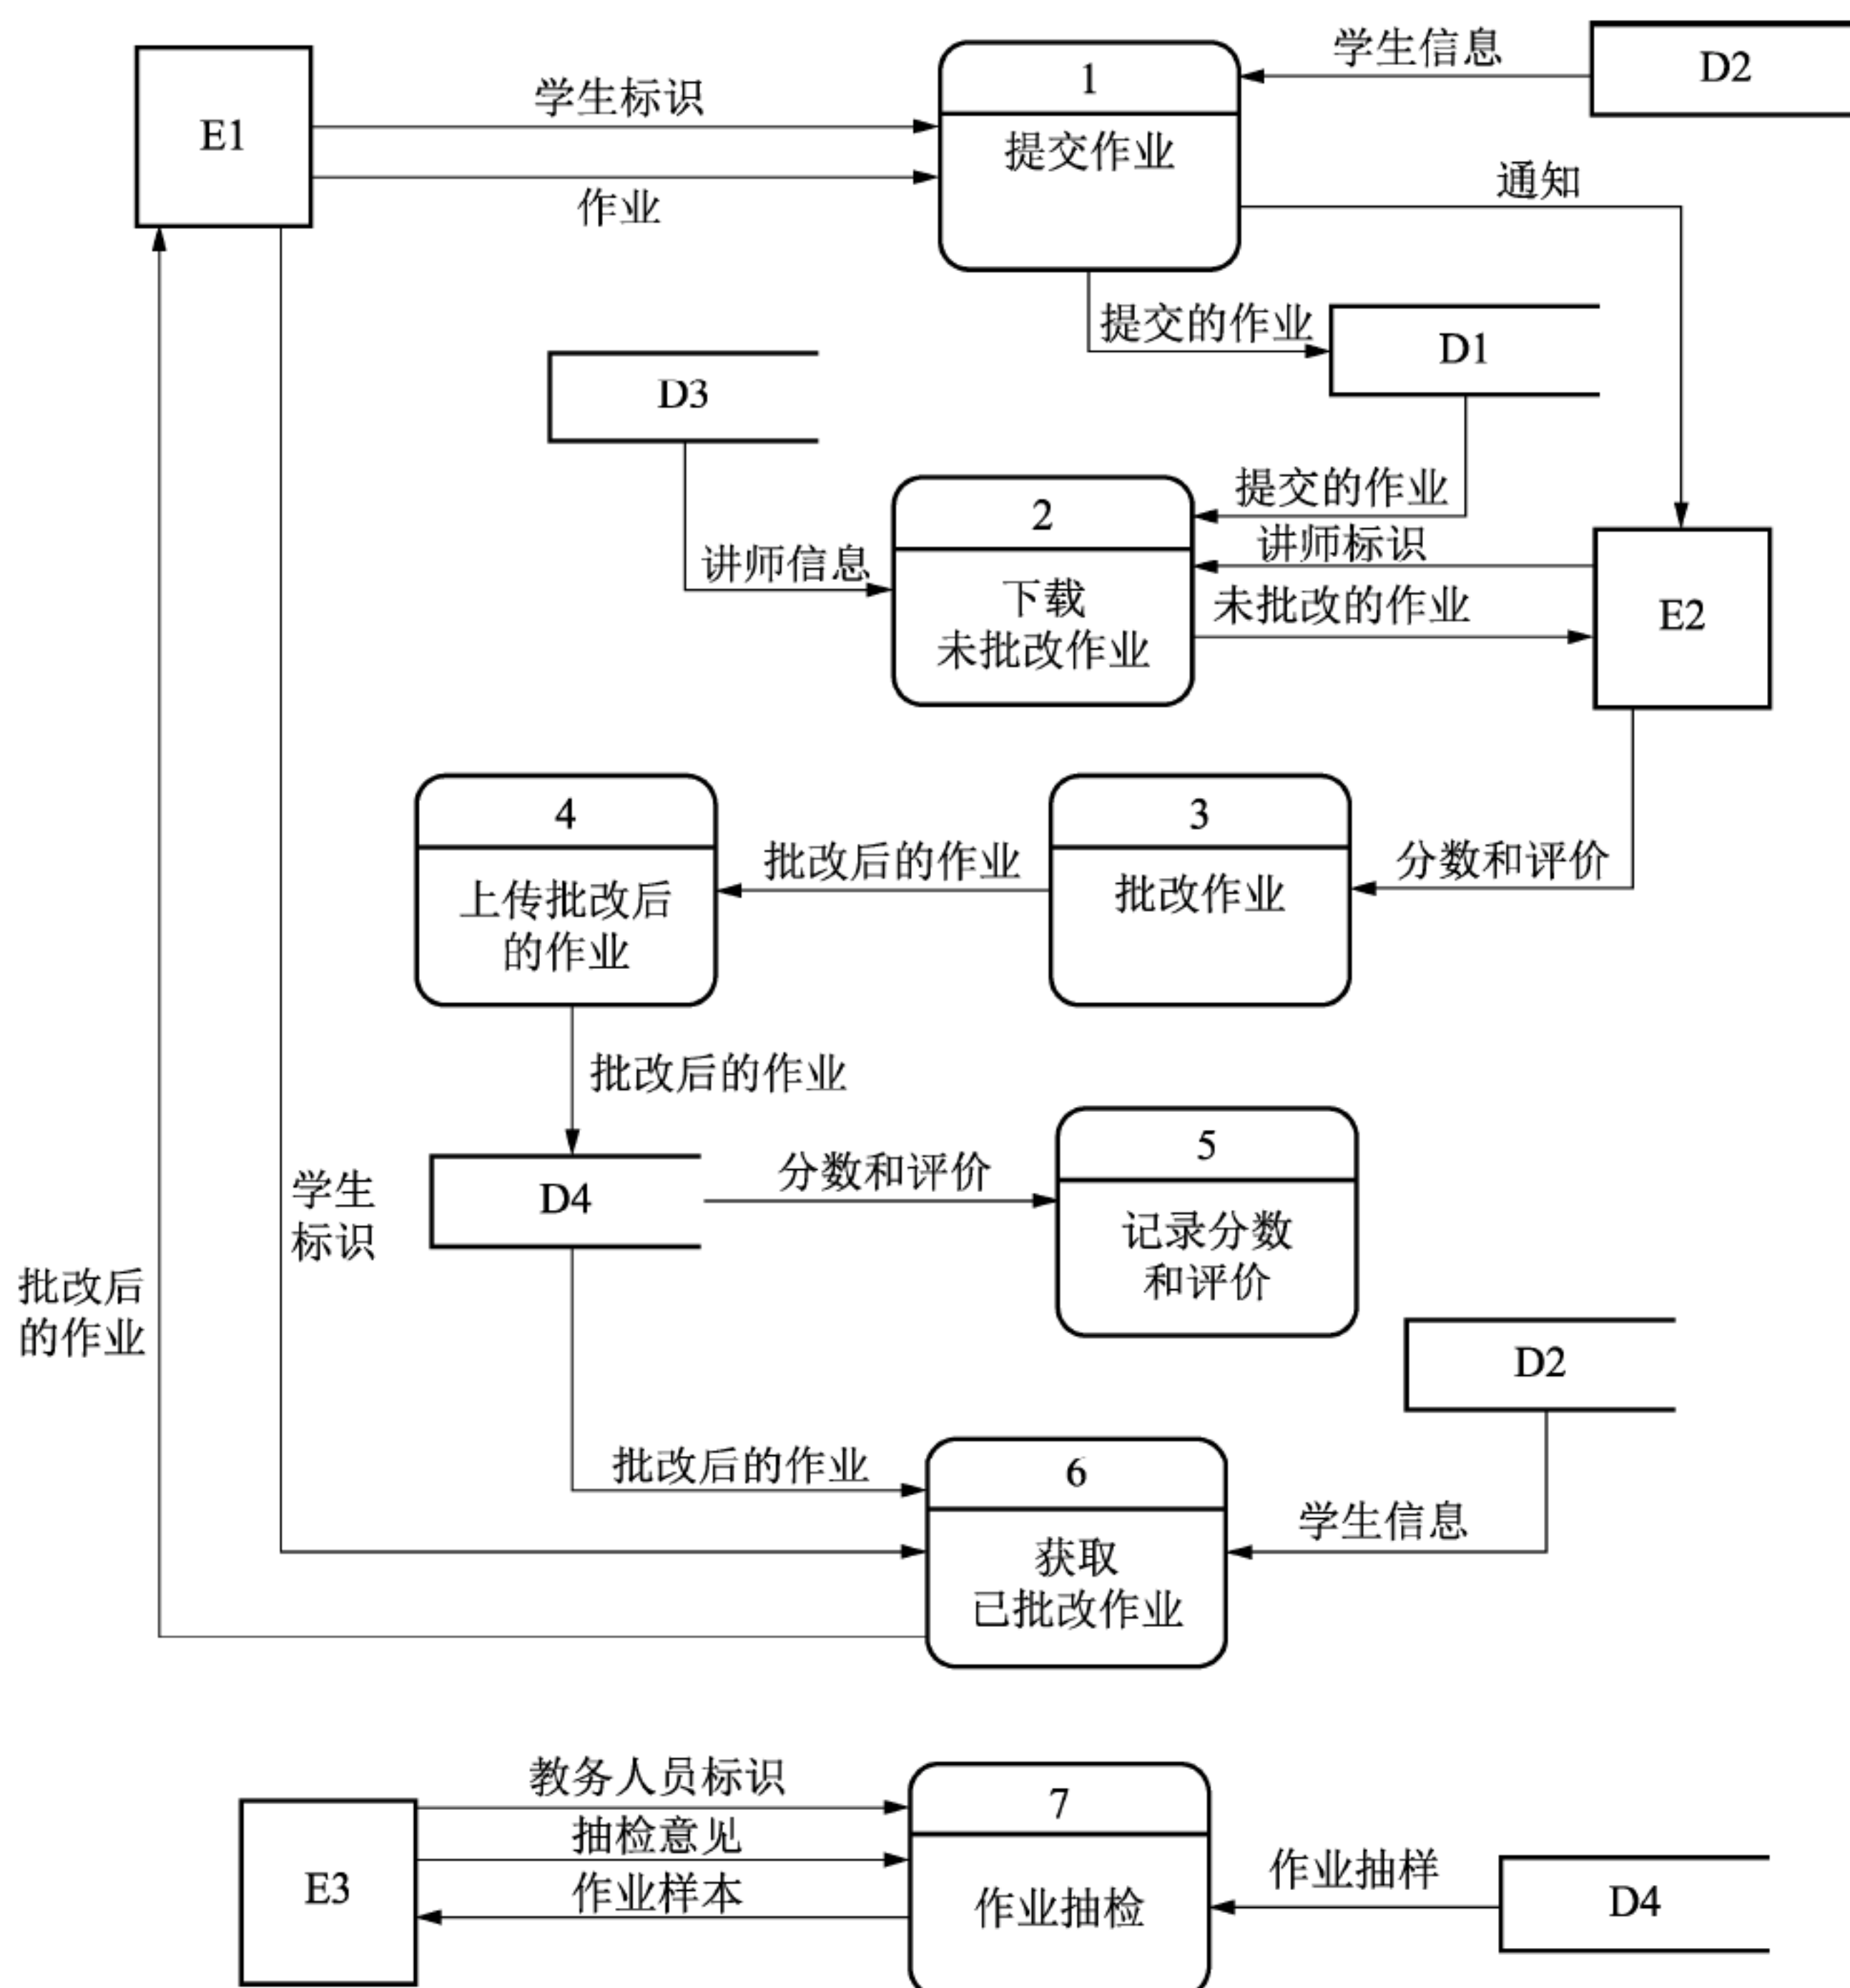 学生信息
D2
E1
学生标识
1
提交作业
作业
通知
提交的作业
D1
D3
提交的作业
2
讲师标识
讲师信息
下载
未批改作业
未批改的作业
E2
4
上传批改后
的作业
批改后的作业
3
批改作业
分数和评价
批改后的作业
5
记录分数
和评价
D4
分数和评价
学生
标识
批改后
的作业
D2
批改后的作业
6
获取
已批改作业
学生信息
教务人员标识
7
抽检意见
作业抽检
作业样本
E3
作业抽样
D4